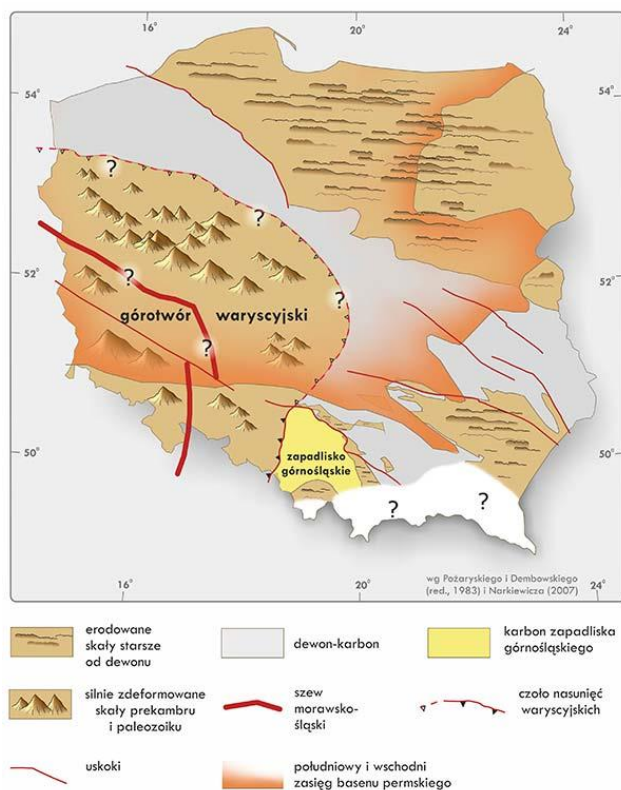 16°
20°
24°
54°
54°
?
?
52°
52°
?
?
górotwór waryscyjski
?
50°
50°
zapadlisko
górnośląskie
?
?
wg Pożaryskiego i Dembowskiego
(red., 1983) i Narkiewicza (2007)
16°
20°
24°
erodowane
skały starsze
od dewonu
dewon-karbon
karbon zapadliska
górnośląskiego
silnie zdeformowane
skały prekambru
i paleozoiku
szew
morawsko-
śląski
czoło nasunięć
waryscyjskich
uskoki
południowy i wschodni
zasięg basenu permskiego